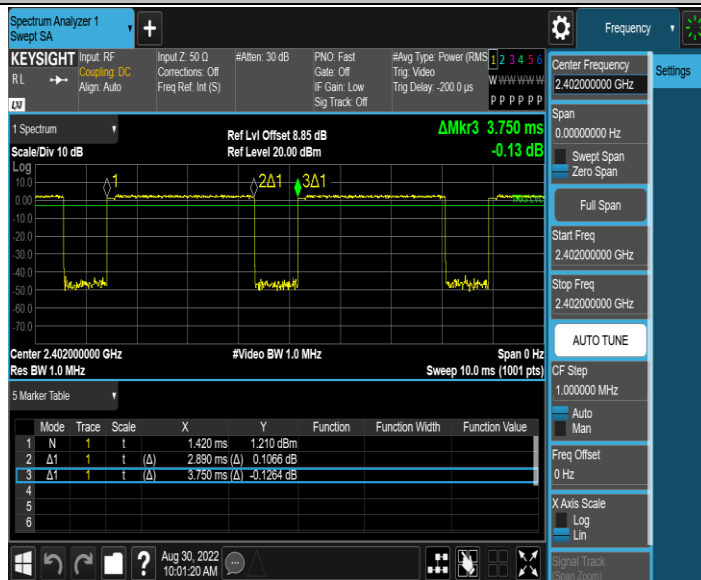 Spectrum Analyzer 1
Swept SA
+
Frequency
KEYSIGHT Input: RF Input Z: 50 Ω #Atten: 30 dB PNO: Fast #Avg Type: Power (RMS 1 2 3 4 5 6
RL Coupling: DC Corrections: Off Gate: Off Trig: Video W W W W W W
Align: Auto Freq Ref: Int (S) IF Gain: Low Trig Delay: -200.0 µs
LXI Sig Track: Off P P P P P P
Center Frequency
2.402000000 GHz
Settings
Span
0.00000000 Hz
Swept Span
Zero Span
Full Span
Start Freq
2.402000000 GHz
Stop Freq
2.402000000 GHz
AUTO TUNE
CF Step
1.000000 MHz
Auto
Man
Freq Offset
0 Hz
X Axis Scale
Log
Lin
Signal Track
(Span Zoom)
1 Spectrum Ref Lvl Offset 8.85 dB ΔMkr3 3.750 ms
Scale/Div 10 dB Ref Level 20.00 dBm -0.13 dB
Log
10.0
0.00
-10.0
-20.0
-30.0
-40.0
-50.0
-60.0
-70.0
1 2Δ1 3Δ1
Center 2.402000000 GHz #Video BW 1.0 MHz Span 0 Hz
Res BW 1.0 MHz Sweep 10.0 ms (1001 pts)
5 Marker Table
Mode Trace Scale X Y Function Function Width Function Value
1 N 1 t 1.420 ms 1.210 dBm
2 Δ1 1 t (Δ) 2.890 ms (Δ) 0.1066 dB
3 Δ1 1 t (Δ) 3.750 ms (Δ) -0.1264 dB
4
5
6
? Aug 30, 2022
10:01:20 AM